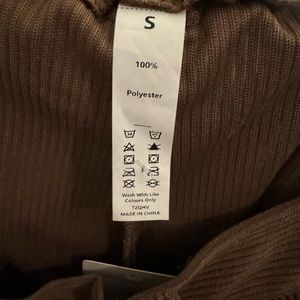 S
100%
Polyester
Wash With Like
Colours Only
TZQHV
MADE IN CHINA